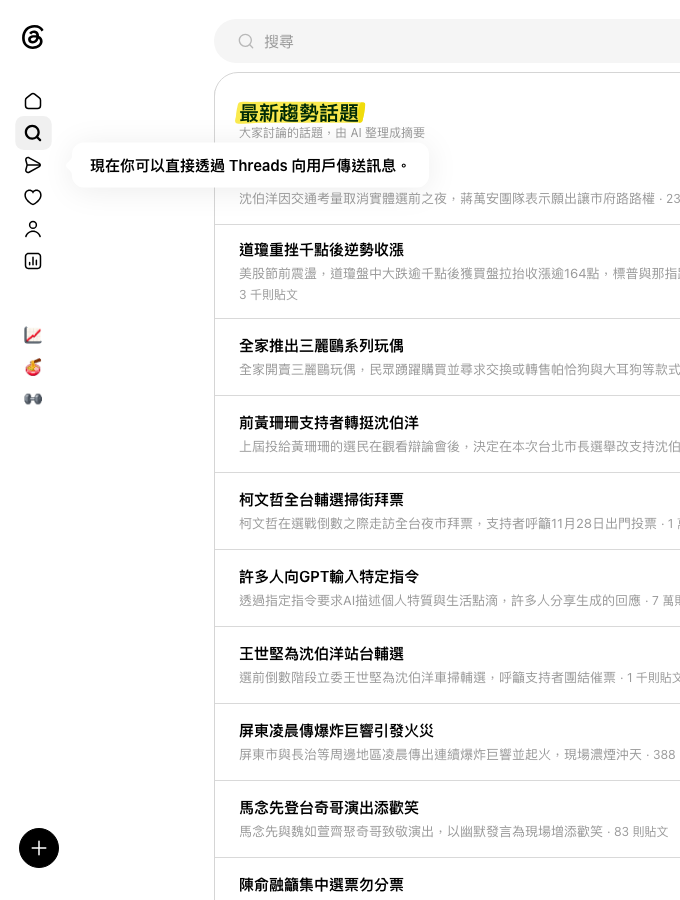 搜尋
最新趨勢話題
大家討論的話題，由 AI 整理成摘要
現在你可以直接透過 Threads 向用戶傳送訊息。
沈伯洋因交通考量取消實體選前之夜，蔣萬安團隊表示願出讓市府路路權 · 23
道瓊重挫千點後逆勢收漲
美股節前震盪，道瓊盤中大跌逾千點後獲買盤拉抬收漲逾164點，標普與那指
3 千則貼文
全家推出三麗鷗系列玩偶
全家開賣三麗鷗玩偶，民眾踴躍購買並尋求交換或轉售帕恰狗與大耳狗等款式
前黃珊珊支持者轉挺沈伯洋
上屆投給黃珊珊的選民在觀看辯論會後，決定在本次台北市長選舉改支持沈伯
柯文哲全台輔選掃街拜票
柯文哲在選戰倒數之際走訪全台夜市拜票，支持者呼籲11月28日出門投票 · 1
許多人向GPT輸入特定指令
透過指定指令要求AI描述個人特質與生活點滴，許多人分享生成的回應 · 7 萬
王世堅為沈伯洋站台輔選
選前倒數階段立委王世堅為沈伯洋車掃輔選，呼籲支持者團結催票 · 1 千則貼文
屏東凌晨傳爆炸巨響引發火災
屏東市與長治等周邊地區凌晨傳出連續爆炸巨響並起火，現場濃煙沖天 · 388
馬念先登台奇哥演出添歡笑
馬念先與魏如萱齊聚奇哥致敬演出，以幽默發言為現場增添歡笑 · 83 則貼文
陳俞融籲集中選票勿分票